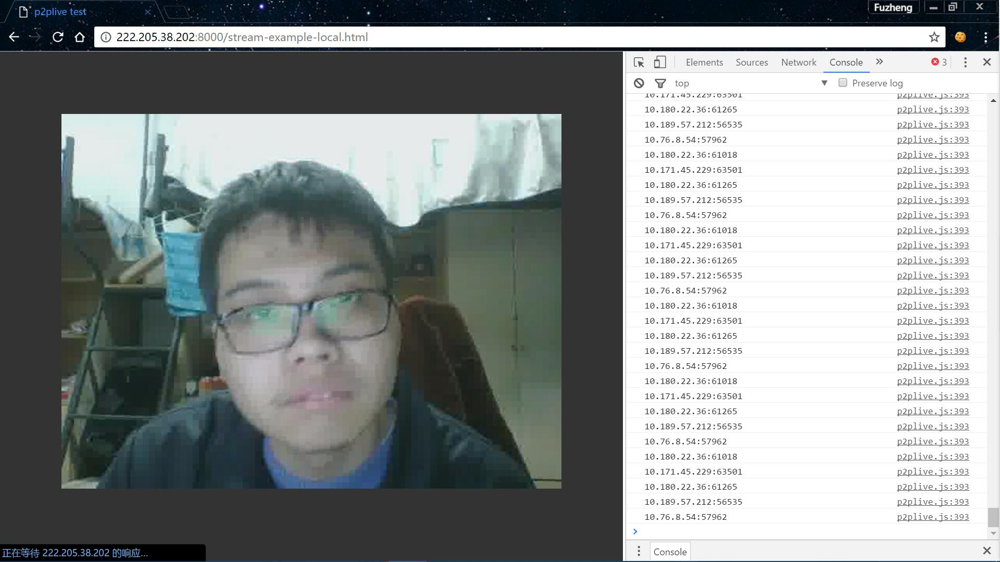 p2plive test
Fuzheng
222.205.38.202:8000/stream-example-local.html
Elements Sources Network Console 3
top Preserve log
10.171.45.229:63501 p2plive.js:393
10.180.22.36:61265 p2plive.js:393
10.189.57.212:56535 p2plive.js:393
10.76.8.54:57962 p2plive.js:393
10.180.22.36:61018 p2plive.js:393
10.171.45.229:63501 p2plive.js:393
10.180.22.36:61265 p2plive.js:393
10.189.57.212:56535 p2plive.js:393
10.76.8.54:57962 p2plive.js:393
10.180.22.36:61018 p2plive.js:393
10.171.45.229:63501 p2plive.js:393
10.180.22.36:61265 p2plive.js:393
10.189.57.212:56535 p2plive.js:393
10.76.8.54:57962 p2plive.js:393
10.180.22.36:61018 p2plive.js:393
10.171.45.229:63501 p2plive.js:393
10.180.22.36:61265 p2plive.js:393
10.189.57.212:56535 p2plive.js:393
10.76.8.54:57962 p2plive.js:393
10.180.22.36:61018 p2plive.js:393
10.171.45.229:63501 p2plive.js:393
10.180.22.36:61265 p2plive.js:393
10.189.57.212:56535 p2plive.js:393
10.76.8.54:57962 p2plive.js:393
10.180.22.36:61018 p2plive.js:393
10.171.45.229:63501 p2plive.js:393
10.180.22.36:61265 p2plive.js:393
10.189.57.212:56535 p2plive.js:393
10.76.8.54:57962 p2plive.js:393
Console
正在等待 222.205.38.202 的响应...